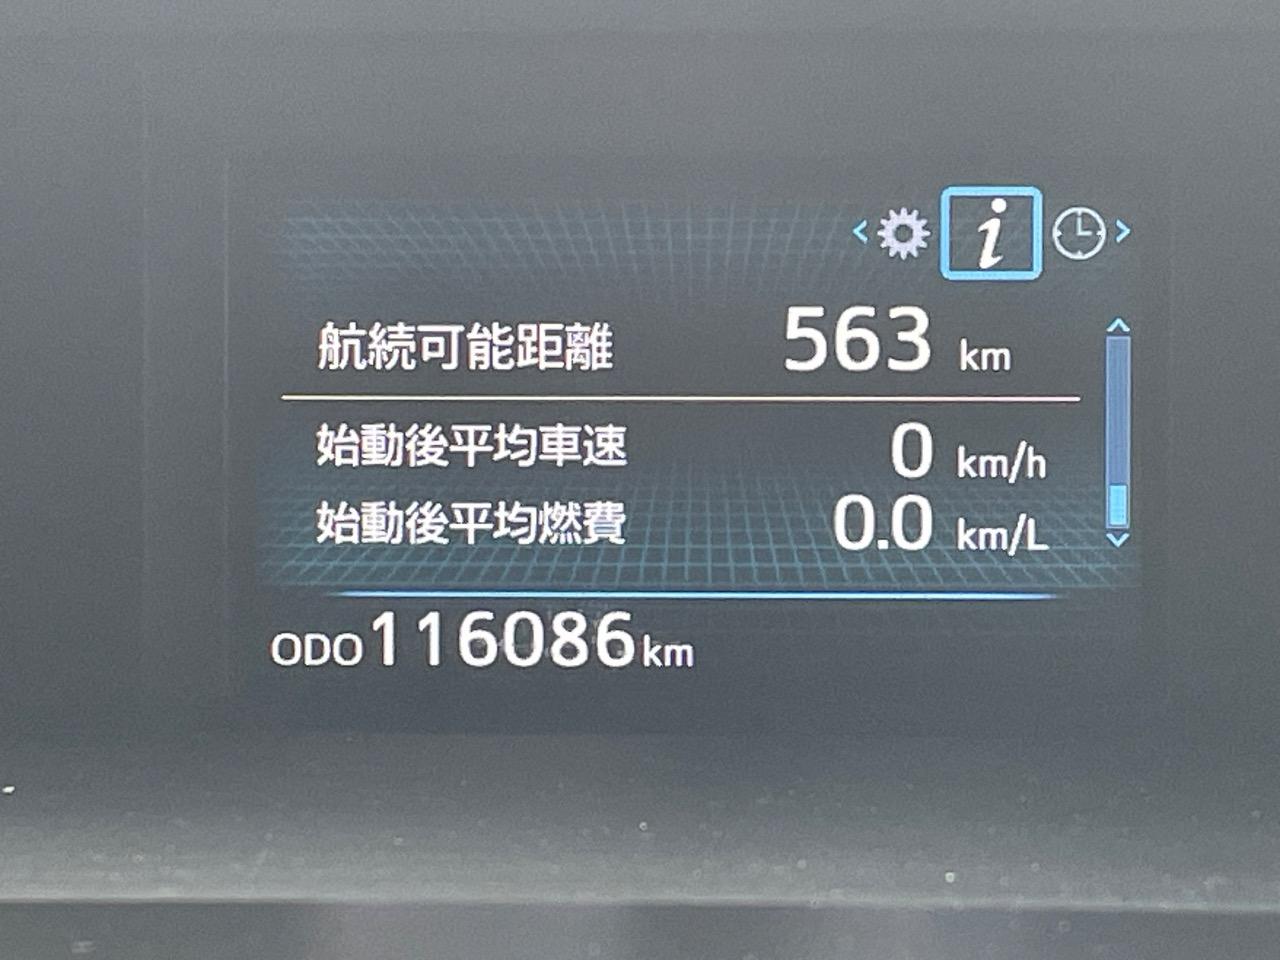 航続可能距離 563 km
始動後平均車速 0 km/h
始動後平均燃費 0.0 km/L
ODO 116086 km